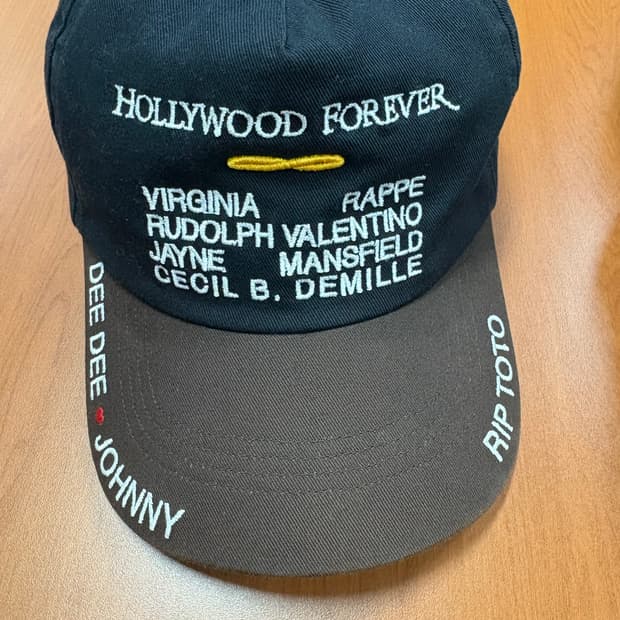 HOLLYWOOD FOREVER
VIRGINIA RAPPE
RUDOLPH VALENTINO
JAYNE MANSFIELD
CECIL B. DEMILLE
DEE DEE ♥ JOHNNY
RIP TOTO